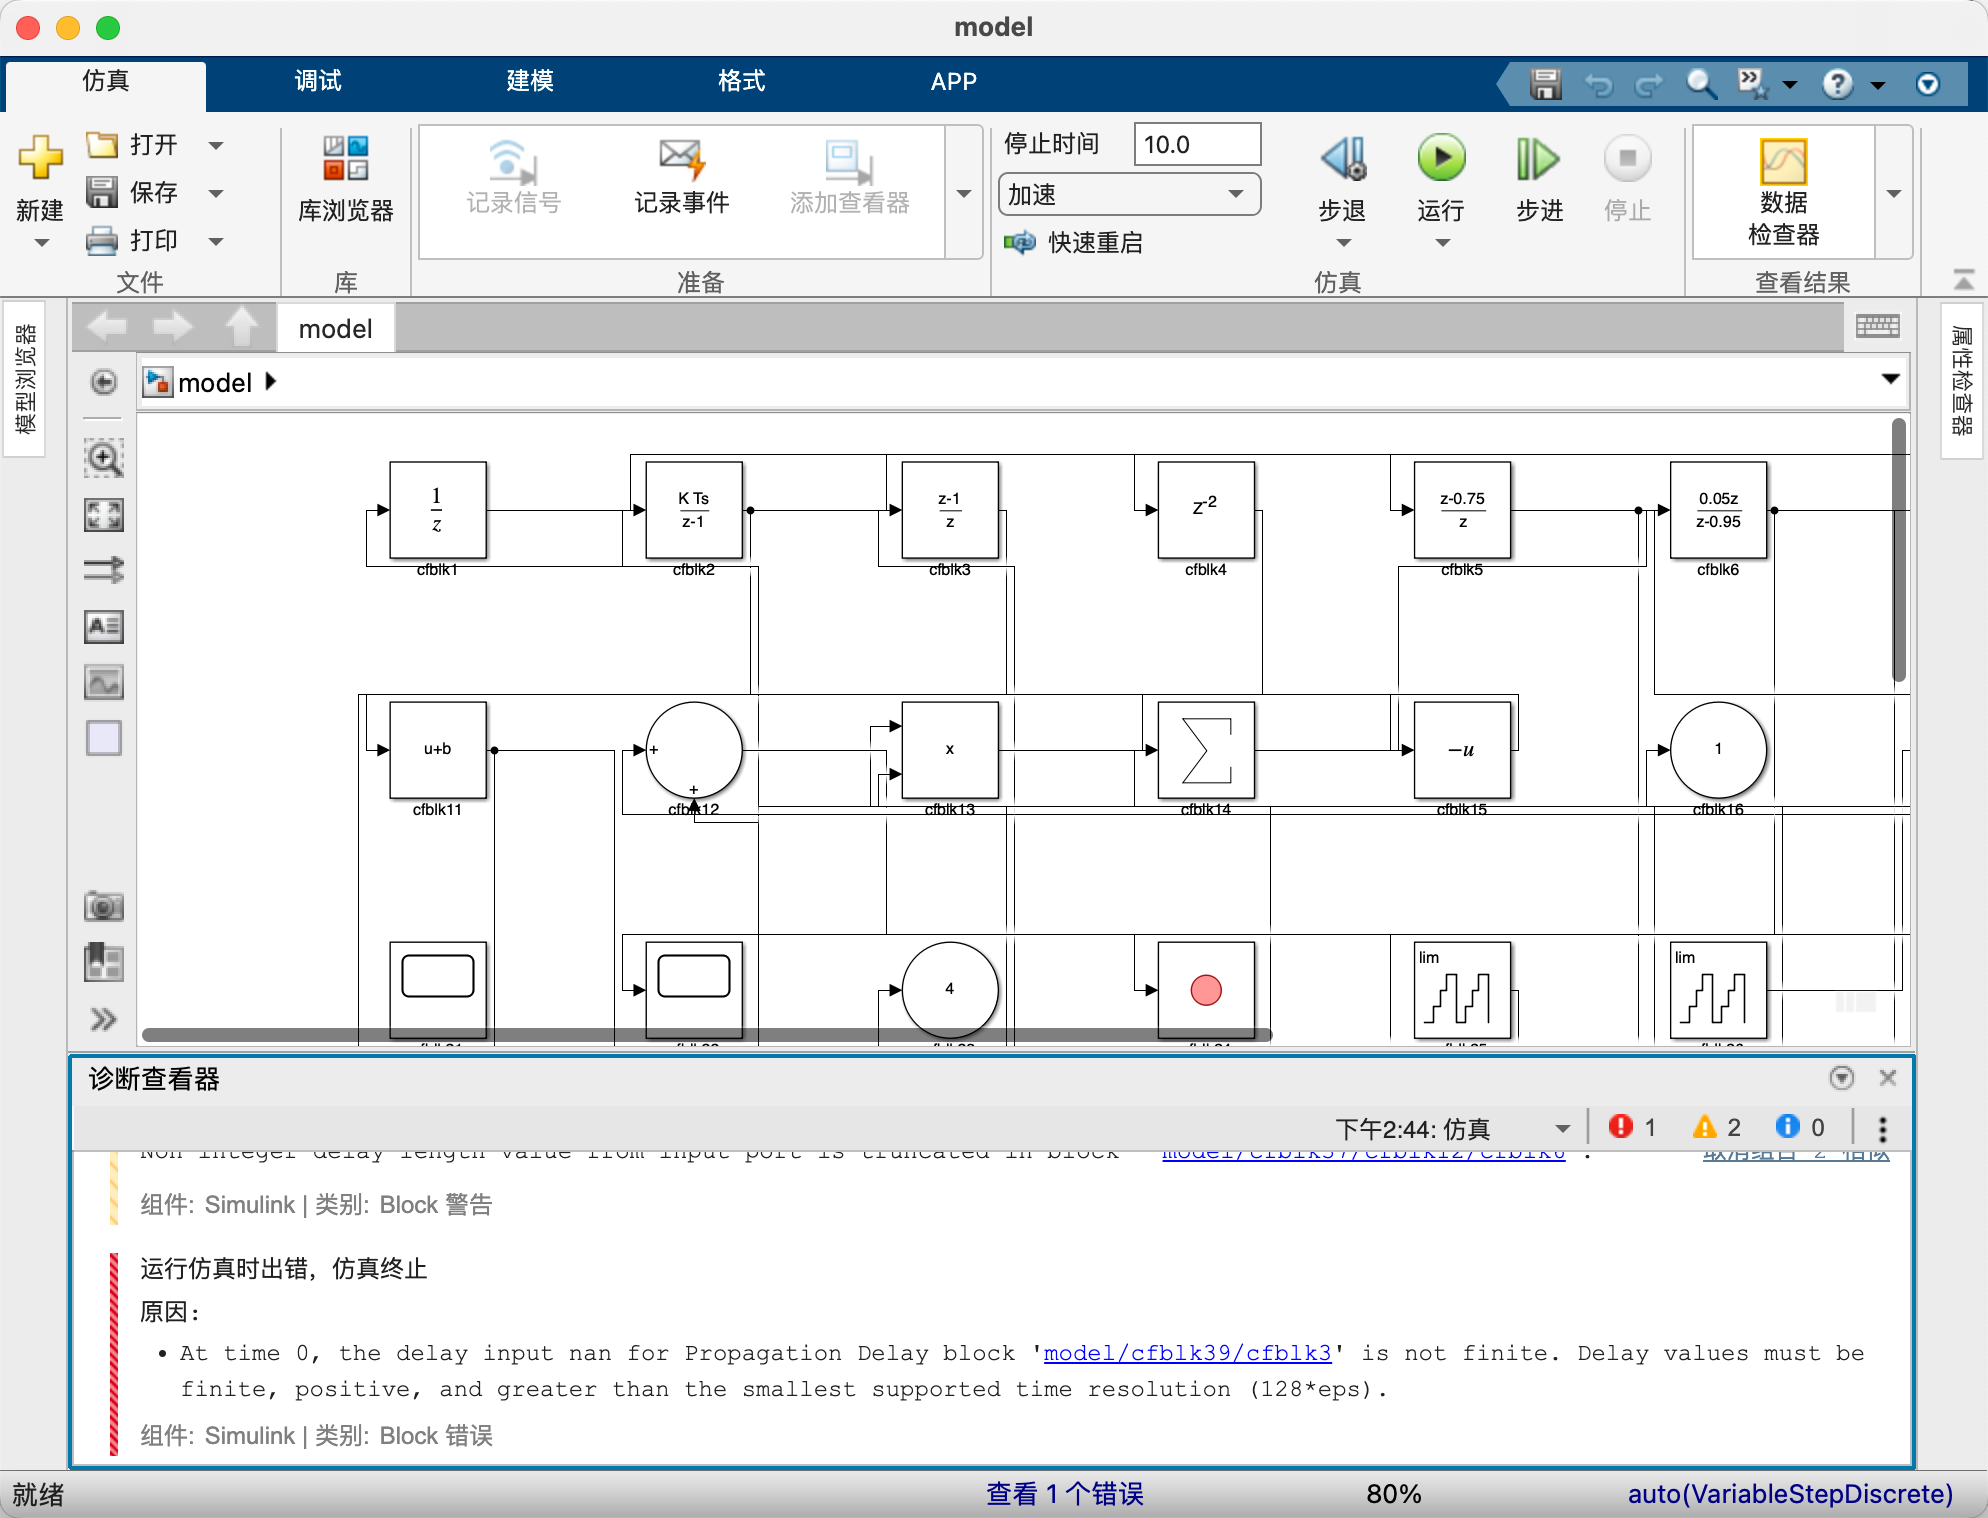 model
仿真 调试 建模 格式 APP
新建
打开
保存
打印
文件
库浏览器
库
记录信号 记录事件 添加查看器
准备
停止时间 10.0
加速
快速重启
步退 运行 步进 停止
仿真
数据
检查器
查看结果
模型浏览器
属性检查器
model
model
1
z
cfblk1
K Ts
z-1
cfblk2
z-1
z
cfblk3
z-2
cfblk4
z-0.75
z
cfblk5
0.05z
z-0.95
cfblk6
u+b
cfblk11
+
+
cfblk12
x
cfblk13
cfblk14
-u
cfblk15
1
cfblk16
4
lim
lim
诊断查看器
下午2:44: 仿真 1 2 0
Non integer delay length value from input port is truncated in block 'model/cfblk37/cfblk12/cfblk6'. 取消组合 2 相似
组件: Simulink | 类别: Block 警告
运行仿真时出错，仿真终止
原因:
• At time 0, the delay input nan for Propagation Delay block 'model/cfblk39/cfblk3' is not finite. Delay values must be
finite, positive, and greater than the smallest supported time resolution (128*eps).
组件: Simulink | 类别: Block 错误
就绪 查看 1 个错误 80% auto(VariableStepDiscrete)